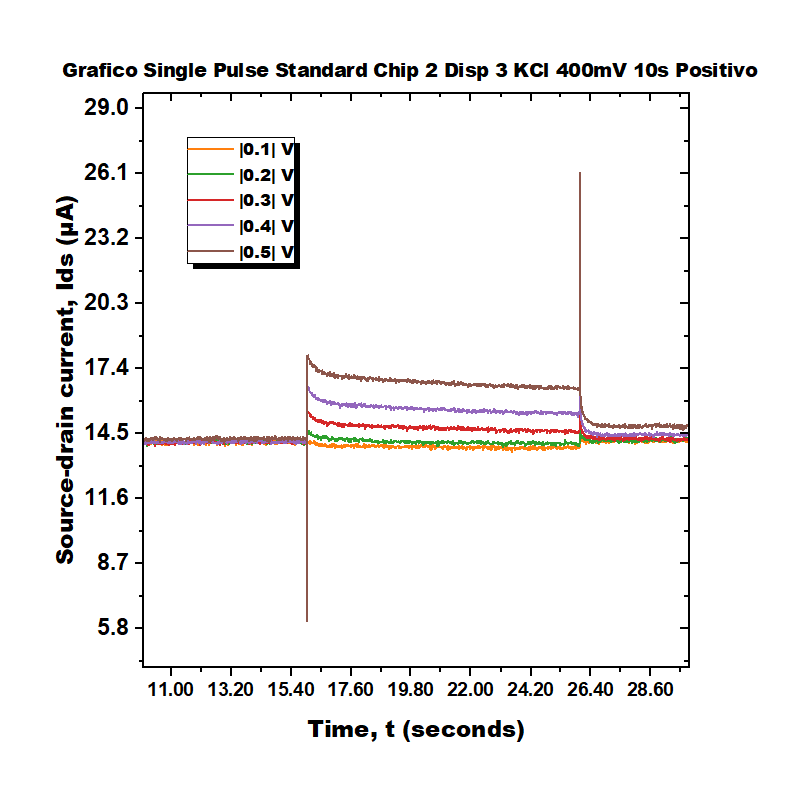 Grafico Single Pulse Standard Chip 2 Disp 3 KCl 400mV 10s Positivo
29.0
26.1
23.2
20.3
17.4
14.5
11.6
8.7
5.8
Source-drain current, Ids (µA)
|0.1| V
|0.2| V
|0.3| V
|0.4| V
|0.5| V
11.00 13.20 15.40 17.60 19.80 22.00 24.20 26.40 28.60
Time, t (seconds)